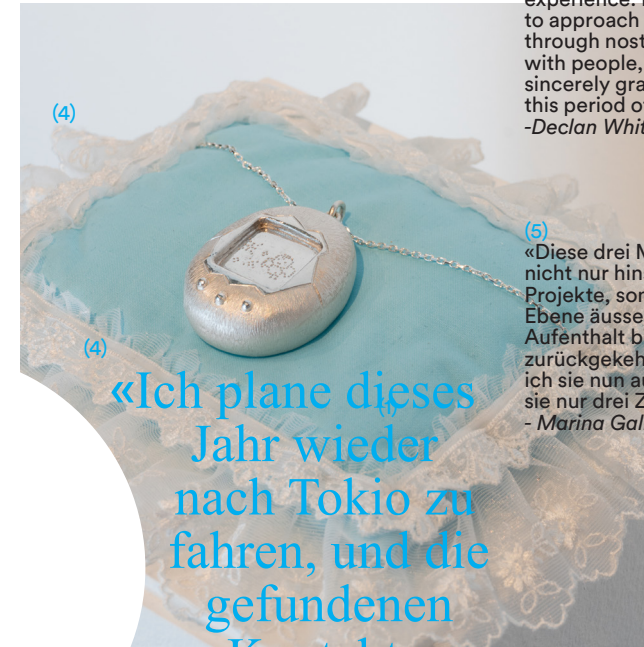 experience.
to approach
through nost
with people,
sincerely gra
this period o
-Declan Whit
(4)
(5)
«Diese drei M
nicht nur hin
Projekte, son
Ebene äusse
Aufenthalt b
zurückgekeh
ich sie nun a
sie nur drei Z
- Marina Gal
(4)
«Ich plane dieses
Jahr wieder
nach Tokio zu
fahren, und die
gefundenen